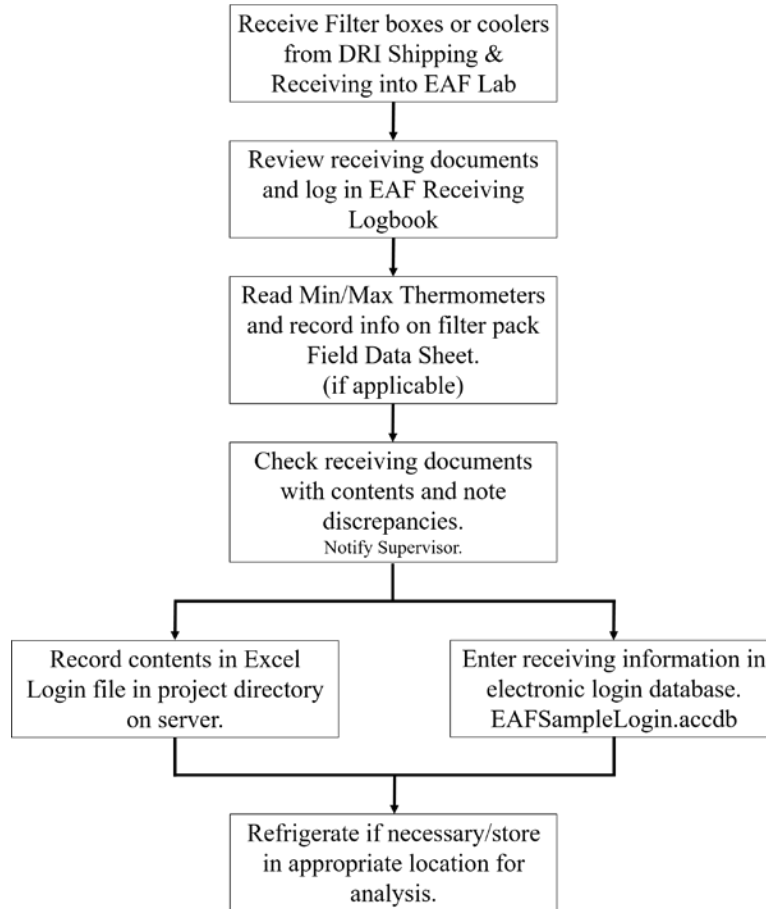 Receive Filter boxes or coolers
from DRI Shipping &
Receiving into EAF Lab
Review receiving documents
and log in EAF Receiving
Logbook
Read Min/Max Thermometers
and record info on filter pack
Field Data Sheet.
(if applicable)
Check receiving documents
with contents and note
discrepancies.
Notify Supervisor.
Record contents in Excel
Login file in project directory
on server.
Enter receiving information in
electronic login database.
EAFSampleLogin.accdb
Refrigerate if necessary/store
in appropriate location for
analysis.